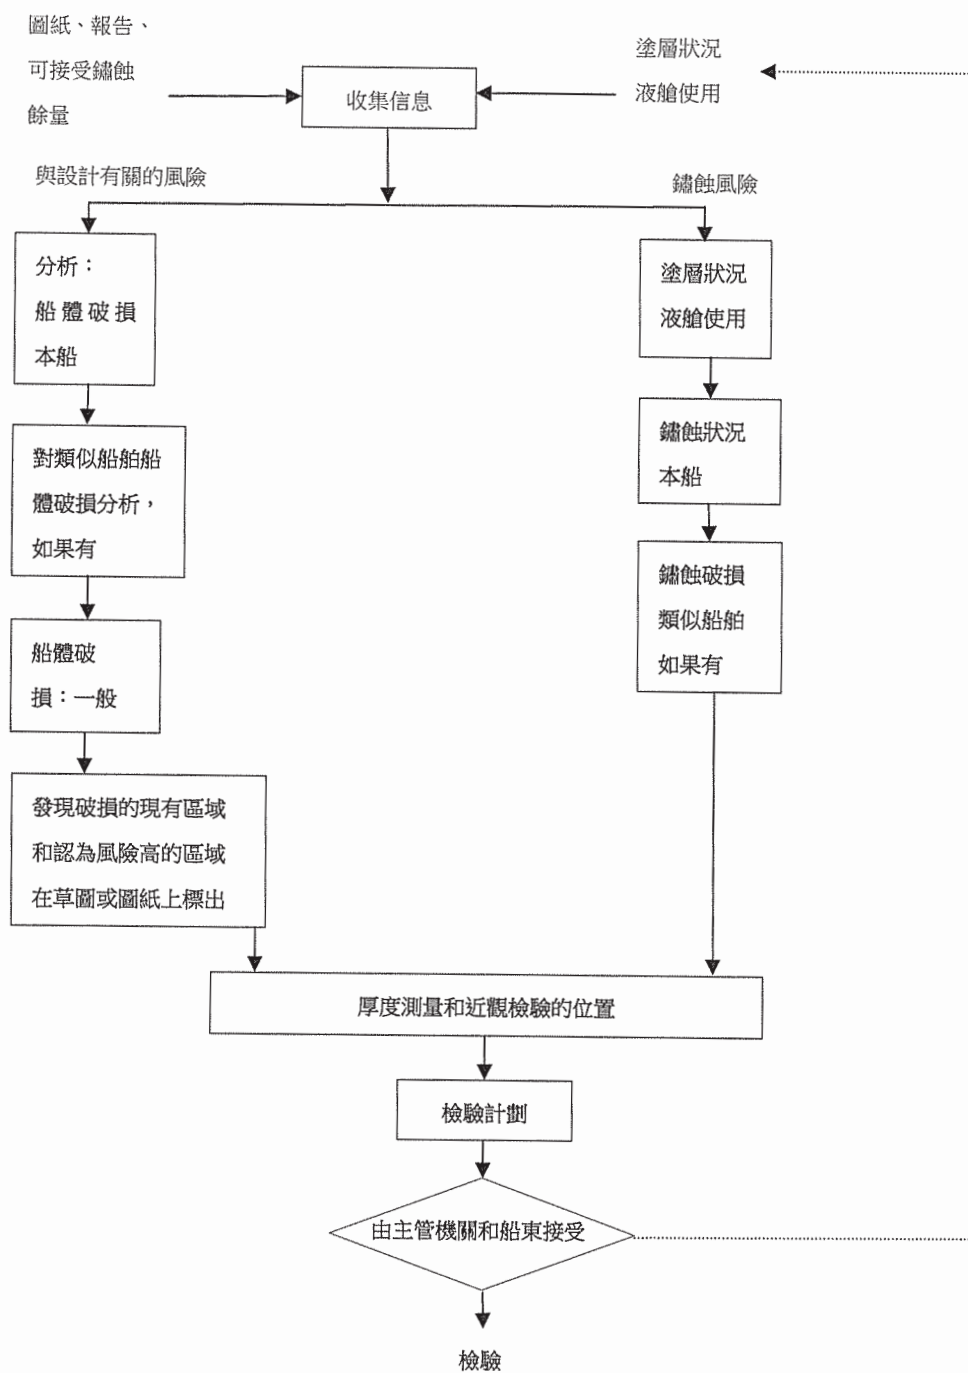 圖紙、報告、
可接受鏽蝕
餘量
收集信息
塗層狀況
液艙使用
與設計有關的風險
鏽蝕風險
分析：
船體破損
本船
對類似船舶船
體破損分析，
如果有
船體破
損：一般
發現破損的現有區域
和認為風險高的區域
在草圖或圖紙上標出
塗層狀況
液艙使用
鏽蝕狀況
本船
鏽蝕破損
類似船舶
如果有
厚度測量和近觀檢驗的位置
檢驗計劃
由主管機關和船東接受
檢驗